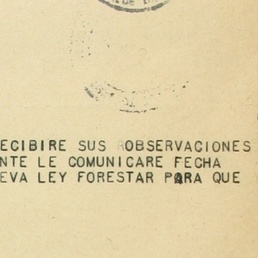 ECIBIRE SUS OBSERVACIONES
NTE LE COMUNICARE FECHA
EVA LEY FORESTAR PARA QUE